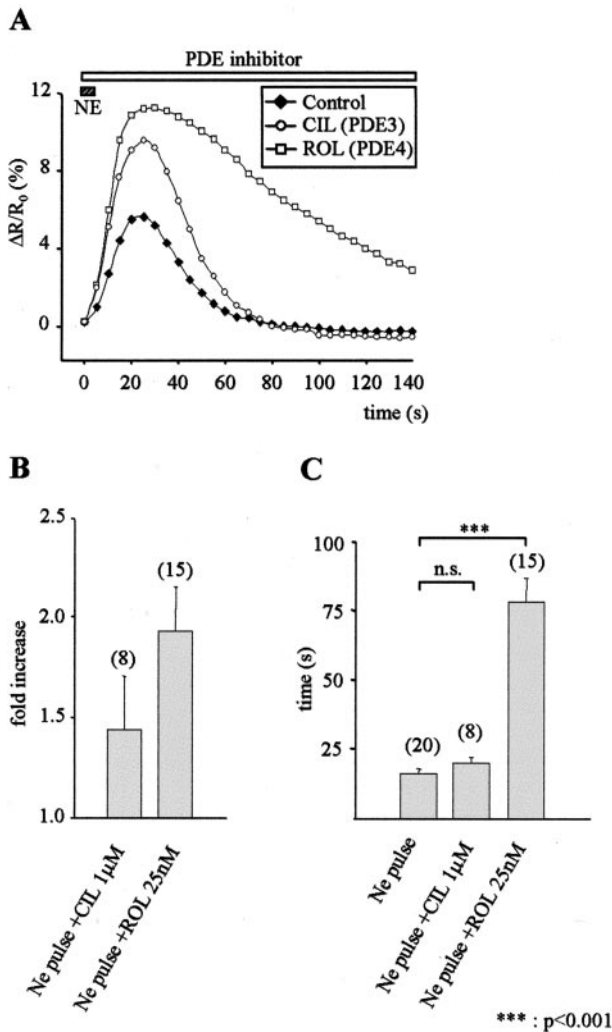 A
PDE inhibitor
NE
Control
CIL (PDE3)
ROL (PDE4)
ΔR/R0 (%)
12
8
4
0
0 20 40 60 80 100 120 140
time (s)
B
fold increase
2.5
2.0
1.5
1.0
(8)
(15)
Ne pulse +CIL 1μM
Ne pulse +ROL 25nM
C
time (s)
100
75
50
25
***
n.s.
(20)
(8)
(15)
Ne pulse
Ne pulse +CIL 1μM
Ne pulse +ROL 25nM
*** : p<0.001